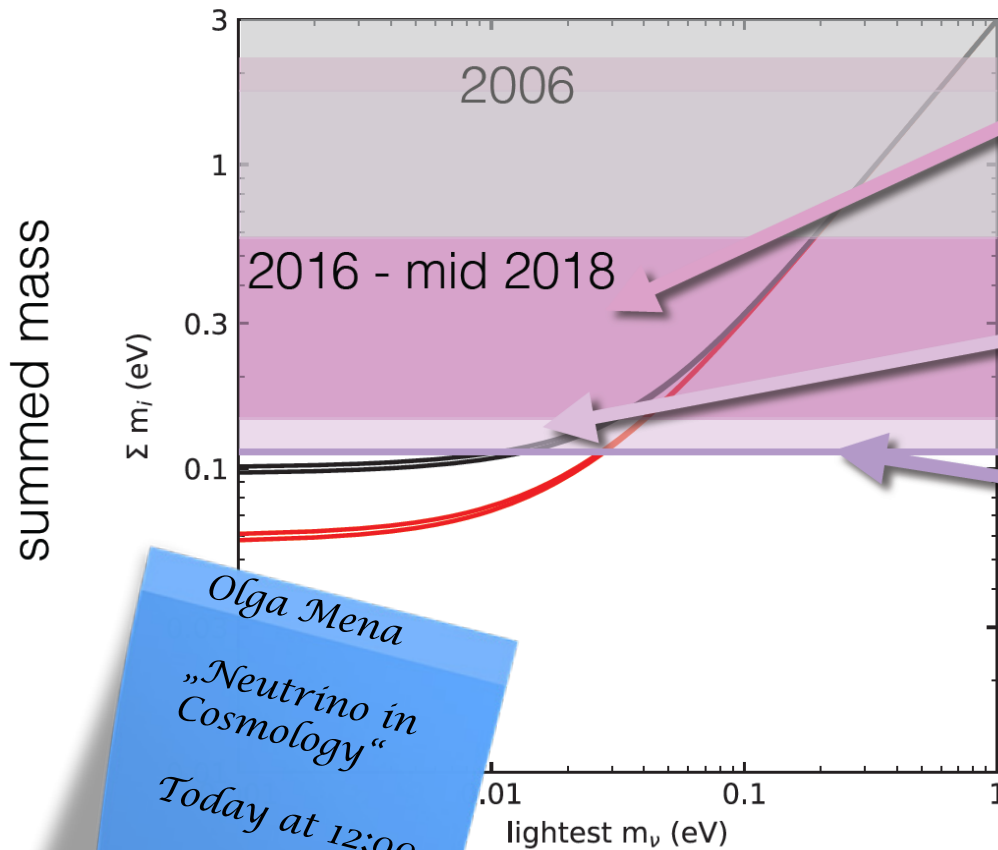 3
2006
1
2016 - mid 2018
0.3
0.1
summed mass
Σ mᵢ (eV)
Olga Mena
„Neutrino in
Cosmology“
Today at 12:00
.01
0.1
1
lightest mᵥ (eV)